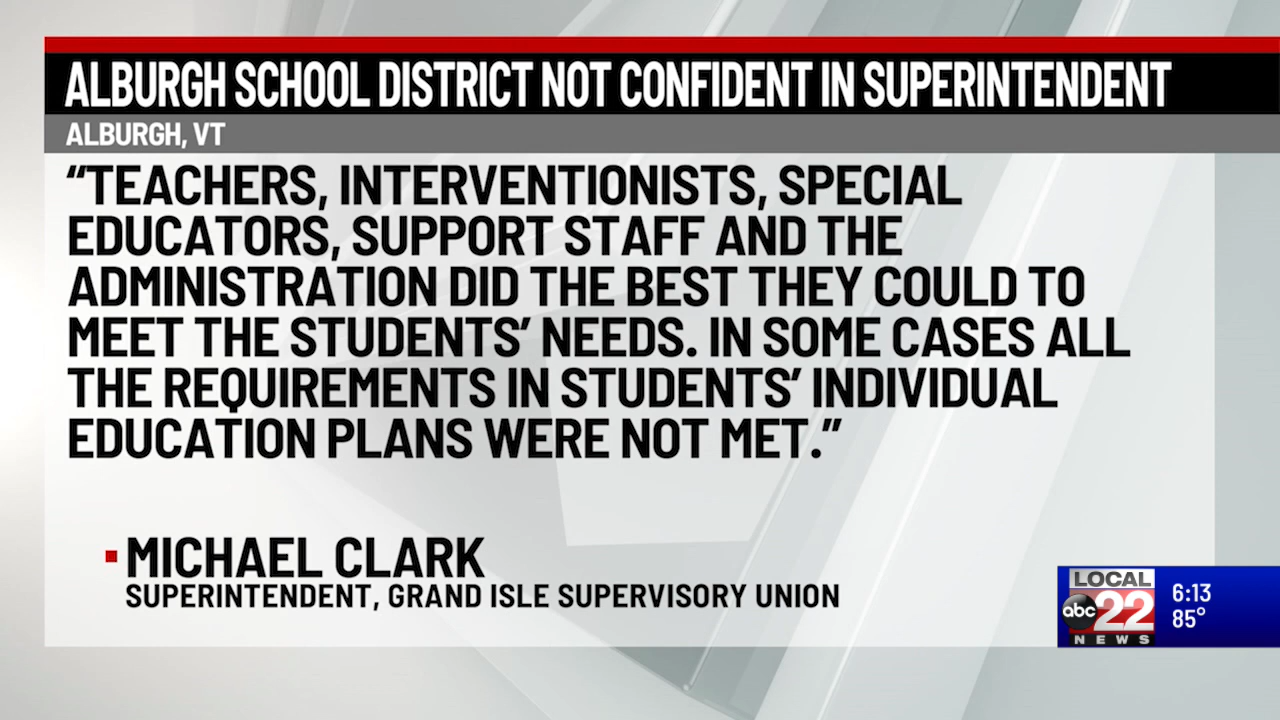 ALBURGH SCHOOL DISTRICT NOT CONFIDENT IN SUPERINTENDENT
ALBURGH, VT
“TEACHERS, INTERVENTIONISTS, SPECIAL
EDUCATORS, SUPPORT STAFF AND THE
ADMINISTRATION DID THE BEST THEY COULD TO
MEET THE STUDENTS’ NEEDS. IN SOME CASES ALL
THE REQUIREMENTS IN STUDENTS’ INDIVIDUAL
EDUCATION PLANS WERE NOT MET.”
MICHAEL CLARK
SUPERINTENDENT, GRAND ISLE SUPERVISORY UNION
LOCAL
abc 22
NEWS
6:13
85°